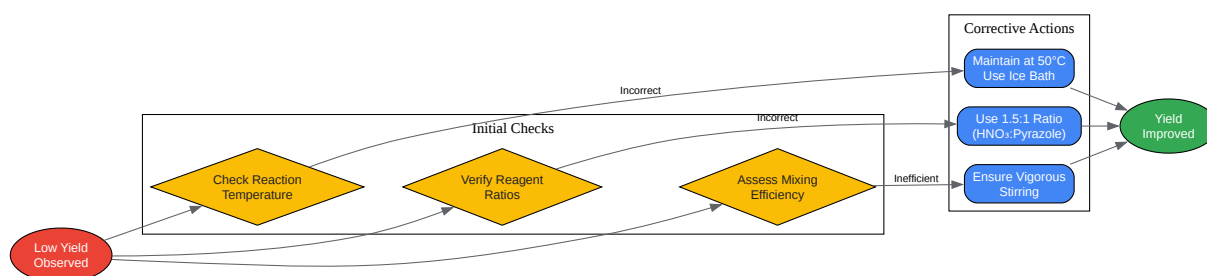 Low Yield
Observed
Initial Checks
Check Reaction
Temperature
Verify Reagent
Ratios
Assess Mixing
Efficiency
Incorrect
Incorrect
Inefficient
Corrective Actions
Maintain at 50°C
Use Ice Bath
Use 1.5:1 Ratio
(HNO₃:Pyrazole)
Ensure Vigorous
Stirring
Yield
Improved